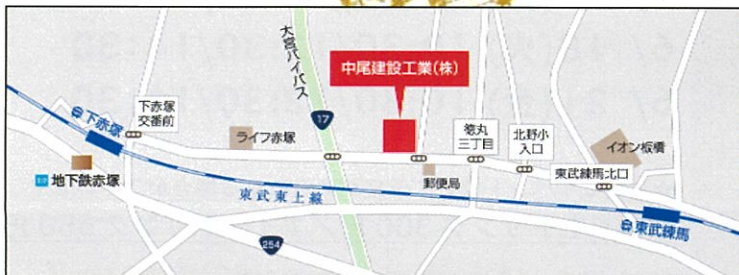 大宮バイパス
中尾建設工業(株)
17
下赤塚
下赤塚
交番前
ライフ赤塚
徳丸
三丁目
北野小
入口
イオン板橋
東武練馬北口
郵便局
地下鉄赤塚
東武東上線
254
東武練馬